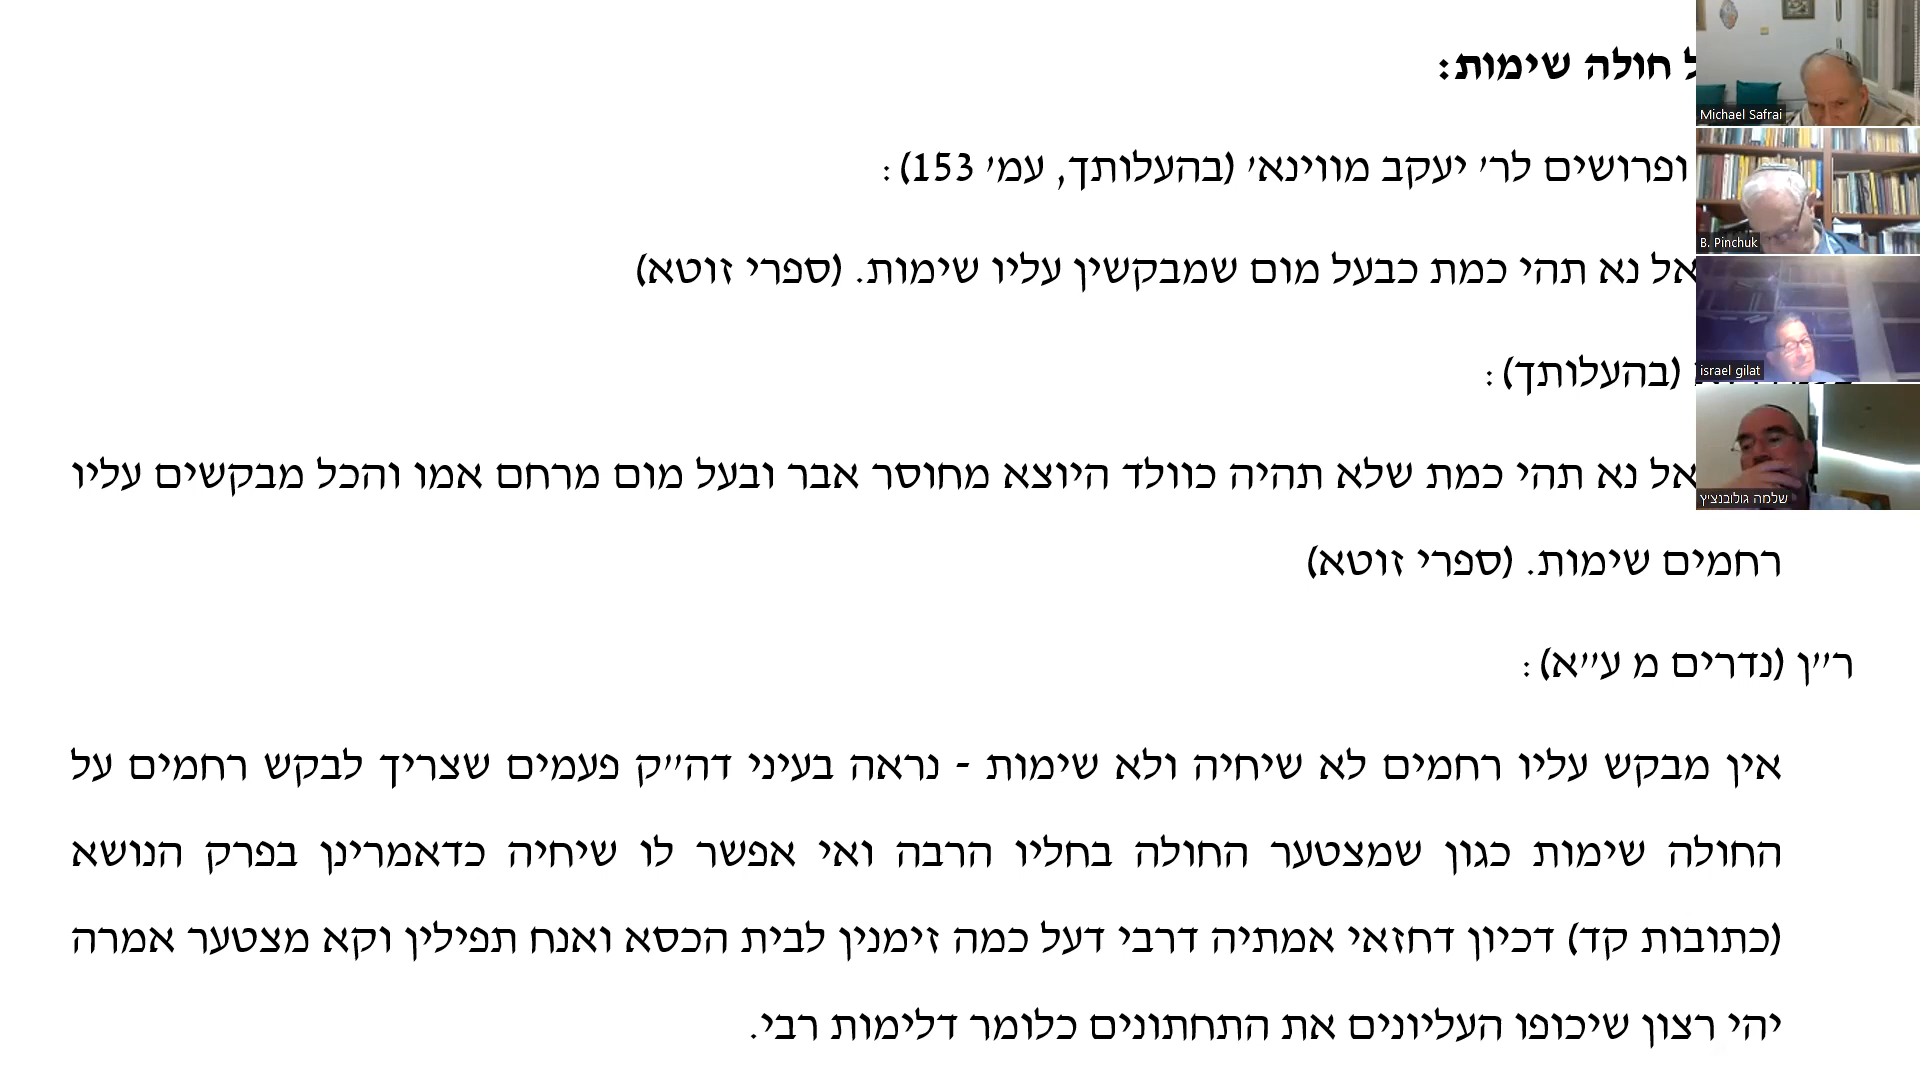 חולה שימות:
ופרושים לר׳ יעקב מווינא׳ (בהעלותך, עמ׳ 153):
אל נא תהי כמת כבעל מום שמבקשין עליו שימות. (ספרי זוטא)
(בהעלותך):
אל נא תהי כמת שלא תהיה כוולד היוצא מחוסר אבר ובעל מום מרחם אמו והכל מבקשים עליו
רחמים שימות. (ספרי זוטא)
ר״ן (נדרים מ ע״א):
אין מבקש עליו רחמים לא שיחיה ולא שימות - נראה בעיני דה״ק פעמים שצריך לבקש רחמים על
החולה שימות כגון שמצטער החולה בחליו הרבה ואי אפשר לו שיחיה כדאמרינן בפרק הנושא
(כתובות קד) דכיון דחזאי אמתיה דרבי דעל כמה זימנין לבית הכסא ואנח תפילין וקא מצטער אמרה
יהי רצון שיכופו העליונים את התחתונים כלומר דלימות רבי.
Michael Safrai
B. Pinchuk
israel gilat
שלמה גולובנציץ